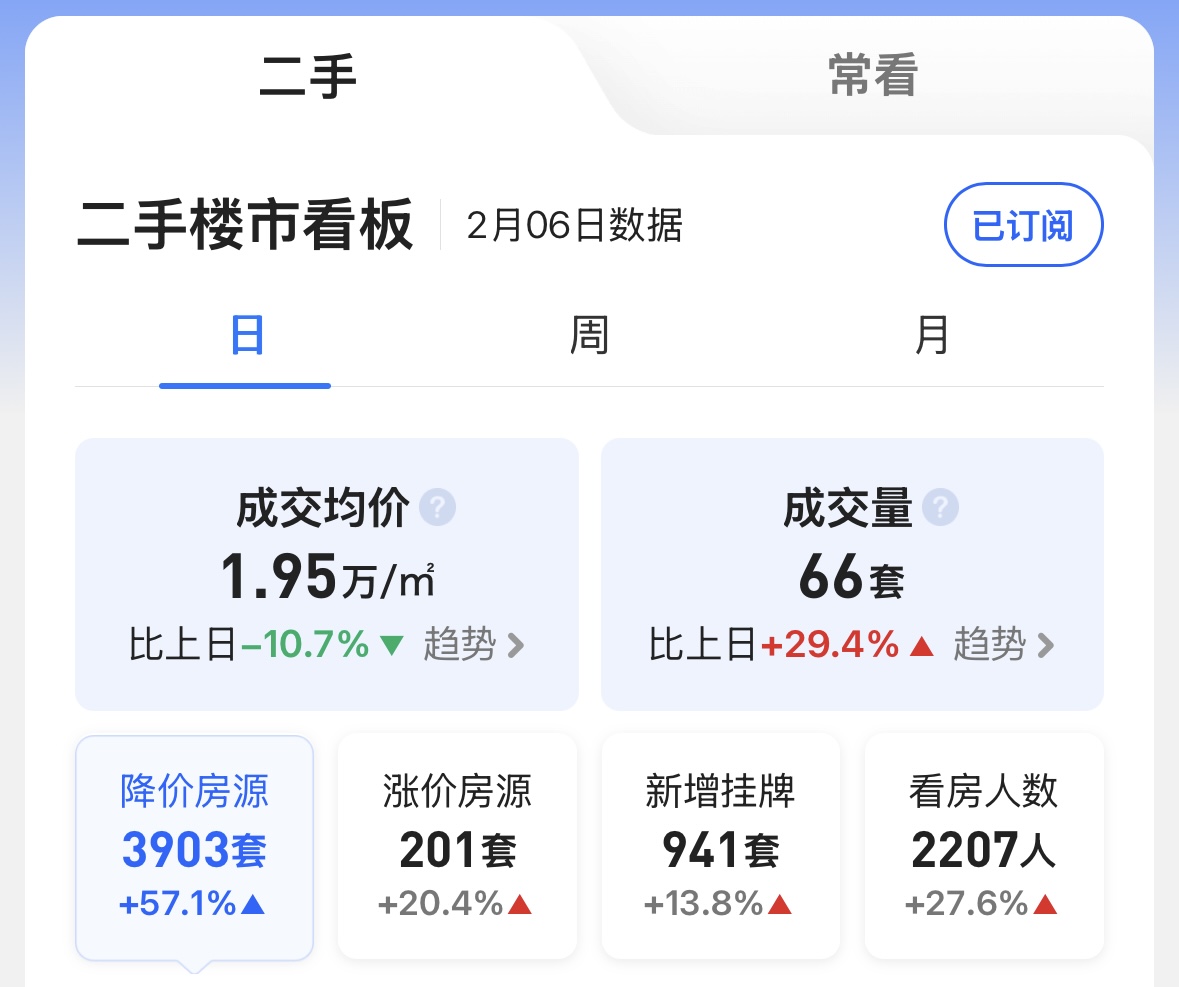 二手 常看
二手楼市看板 2月06日数据 已订阅
日 周 月
成交均价 ? 成交量 ?
1.95万/㎡ 66套
比上日-10.7%▼ 趋势 > 比上日+29.4%▲ 趋势 >
降价房源 涨价房源 新增挂牌 看房人数
3903套 201套 941套 2207人
+57.1%▲ +20.4%▲ +13.8%▲ +27.6%▲